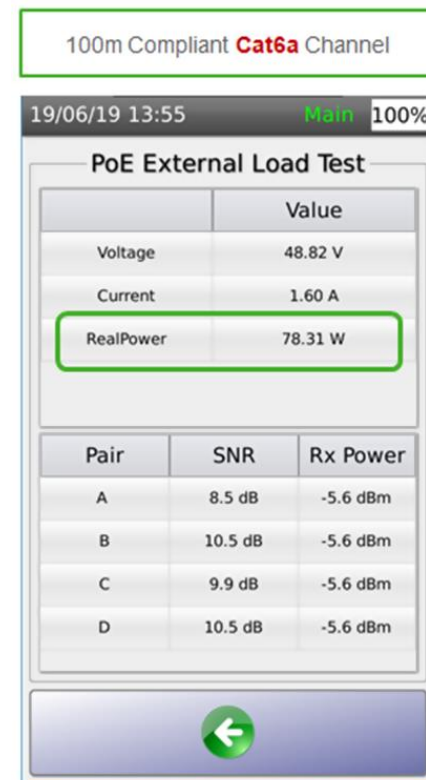 100m Compliant Cat6a Channel
19/06/19 13:55 Main 100%
PoE External Load Test
Value
Voltage 48.82 V
Current 1.60 A
RealPower 78.31 W
Pair SNR Rx Power
A 8.5 dB -5.6 dBm
B 10.5 dB -5.6 dBm
C 9.9 dB -5.6 dBm
D 10.5 dB -5.6 dBm